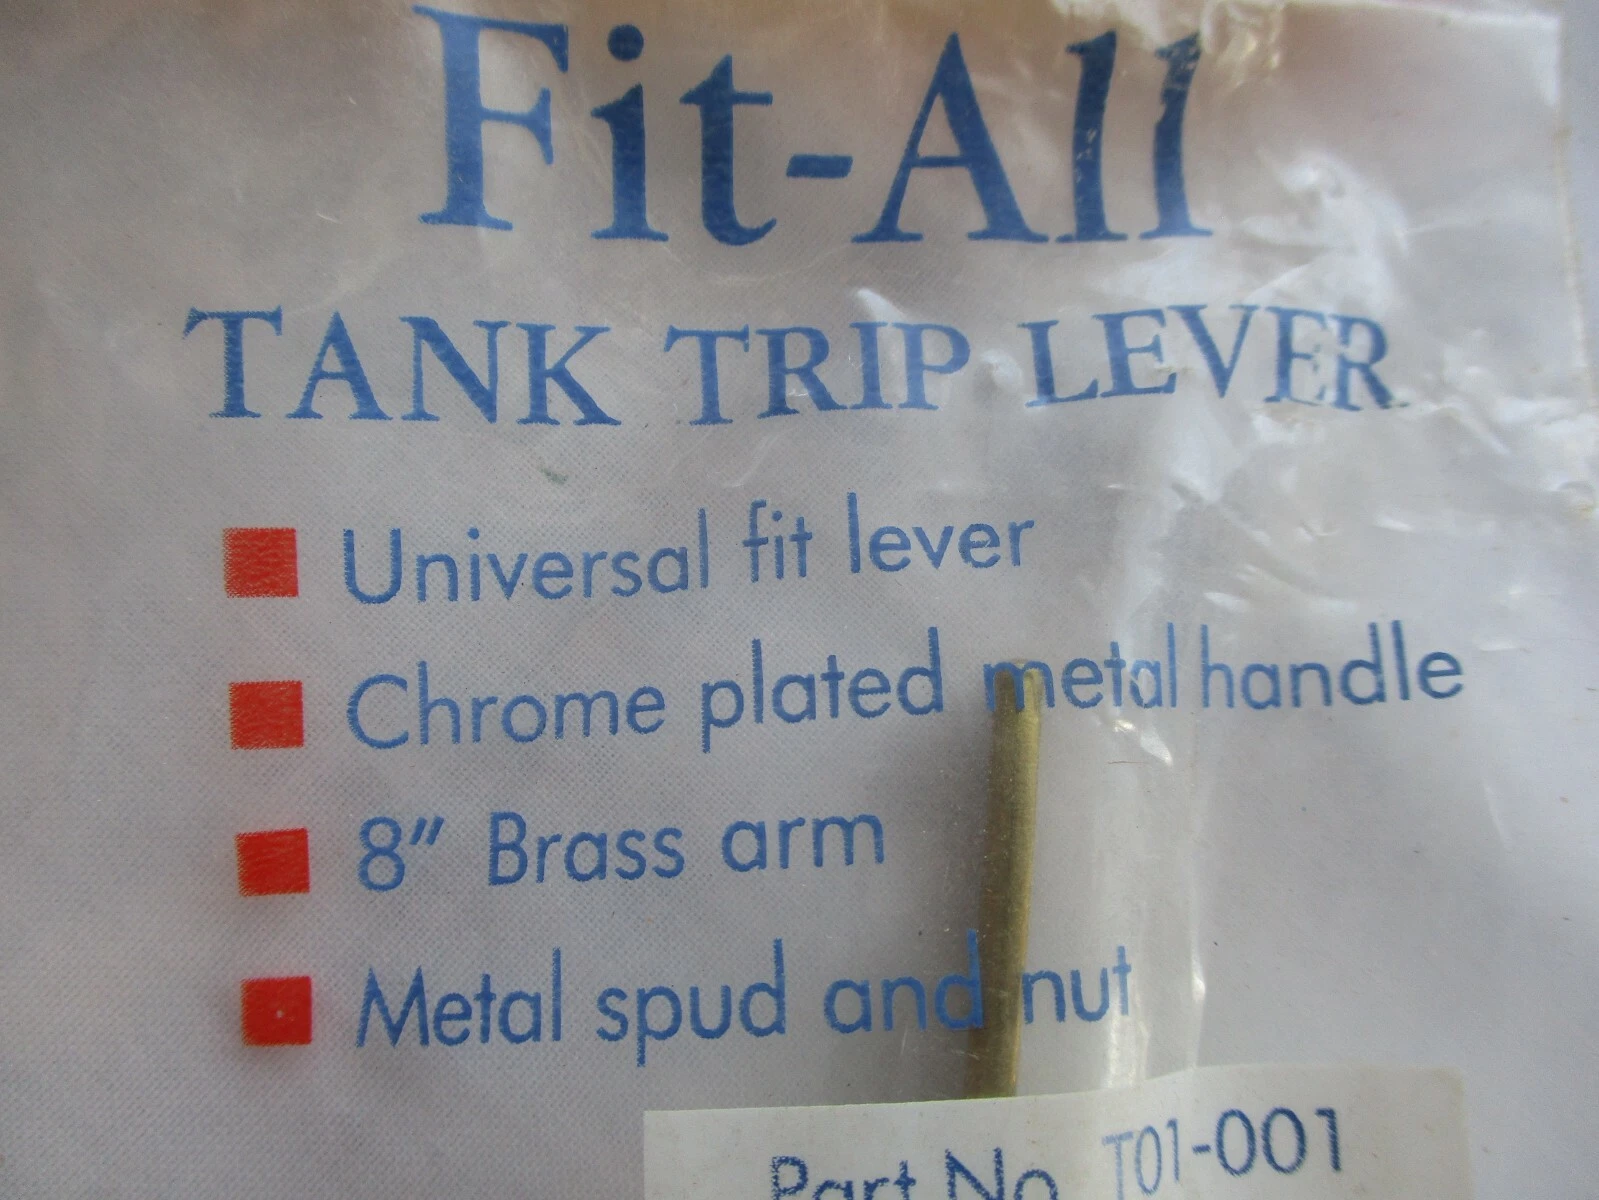 Fit-All
TANK TRIP LEVER
Universal fit lever
Chrome plated metal handle
8" Brass arm
Metal spud and nut
Part No. T01-001